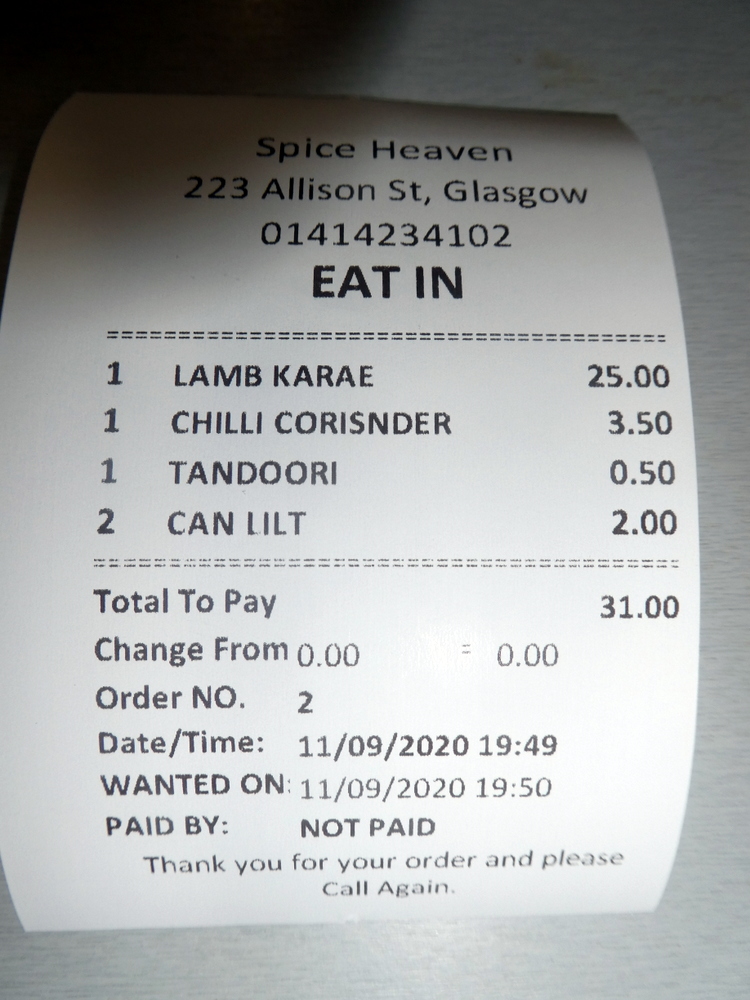 Spice Heaven
223 Allison St, Glasgow
01414234102
EAT IN
===============================================
1 LAMB KARAE 25.00
1 CHILLI CORISNDER 3.50
1 TANDOORI 0.50
2 CAN LILT 2.00
===============================================
Total To Pay 31.00
Change From 0.00 = 0.00
Order NO. 2
Date/Time: 11/09/2020 19:49
WANTED ON: 11/09/2020 19:50
PAID BY: NOT PAID
Thank you for your order and please
Call Again.